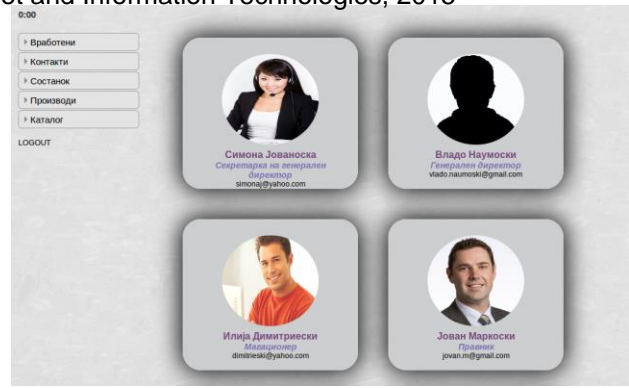 ct and Information Technologies, 2013
0:00
Вработени
Контакти
Состанок
Производи
Каталог
LOGOUT
Симона Јованоска
Секретарка на генерален
директор
simonaj@yahoo.com
Владо Наумоски
Генерален директор
vlado.naumoski@gmail.com
Илија Димитриески
Магационер
dimitrieski@yahoo.com
Јован Маркоски
Правник
jovan.m@gmail.com